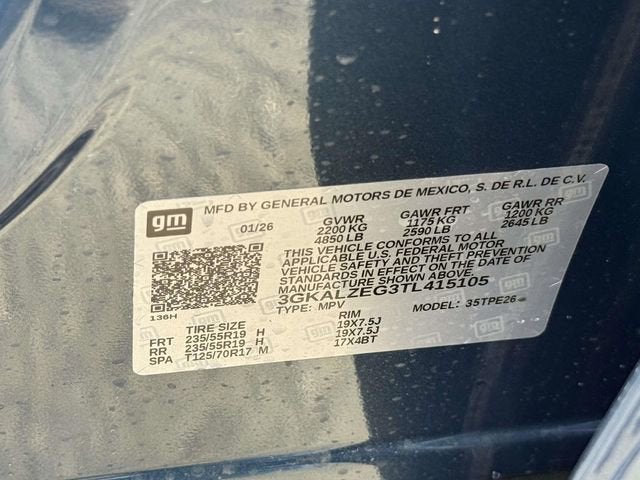 gm
MFD BY GENERAL MOTORS DE MEXICO, S. DE R.L. DE C.V.
01/26 GVWR GAWR FRT GAWR RR
2200 KG 1175 KG 1200 KG
4850 LB 2590 LB 2645 LB
THIS VEHICLE CONFORMS TO ALL
APPLICABLE U.S. FEDERAL MOTOR
VEHICLE SAFETY AND THEFT PREVENTION
STANDARDS IN EFFECT ON THE DATE OF
MANUFACTURE SHOWN ABOVE.
3GKALZEG3TL415105
TYPE: MPV MODEL: 35TPE26
136H
TIRE SIZE RIM
FRT 235/55R19 H 19X7.5J
RR 235/55R19 H 19X7.5J
SPA T125/70R17 M 17X4BT